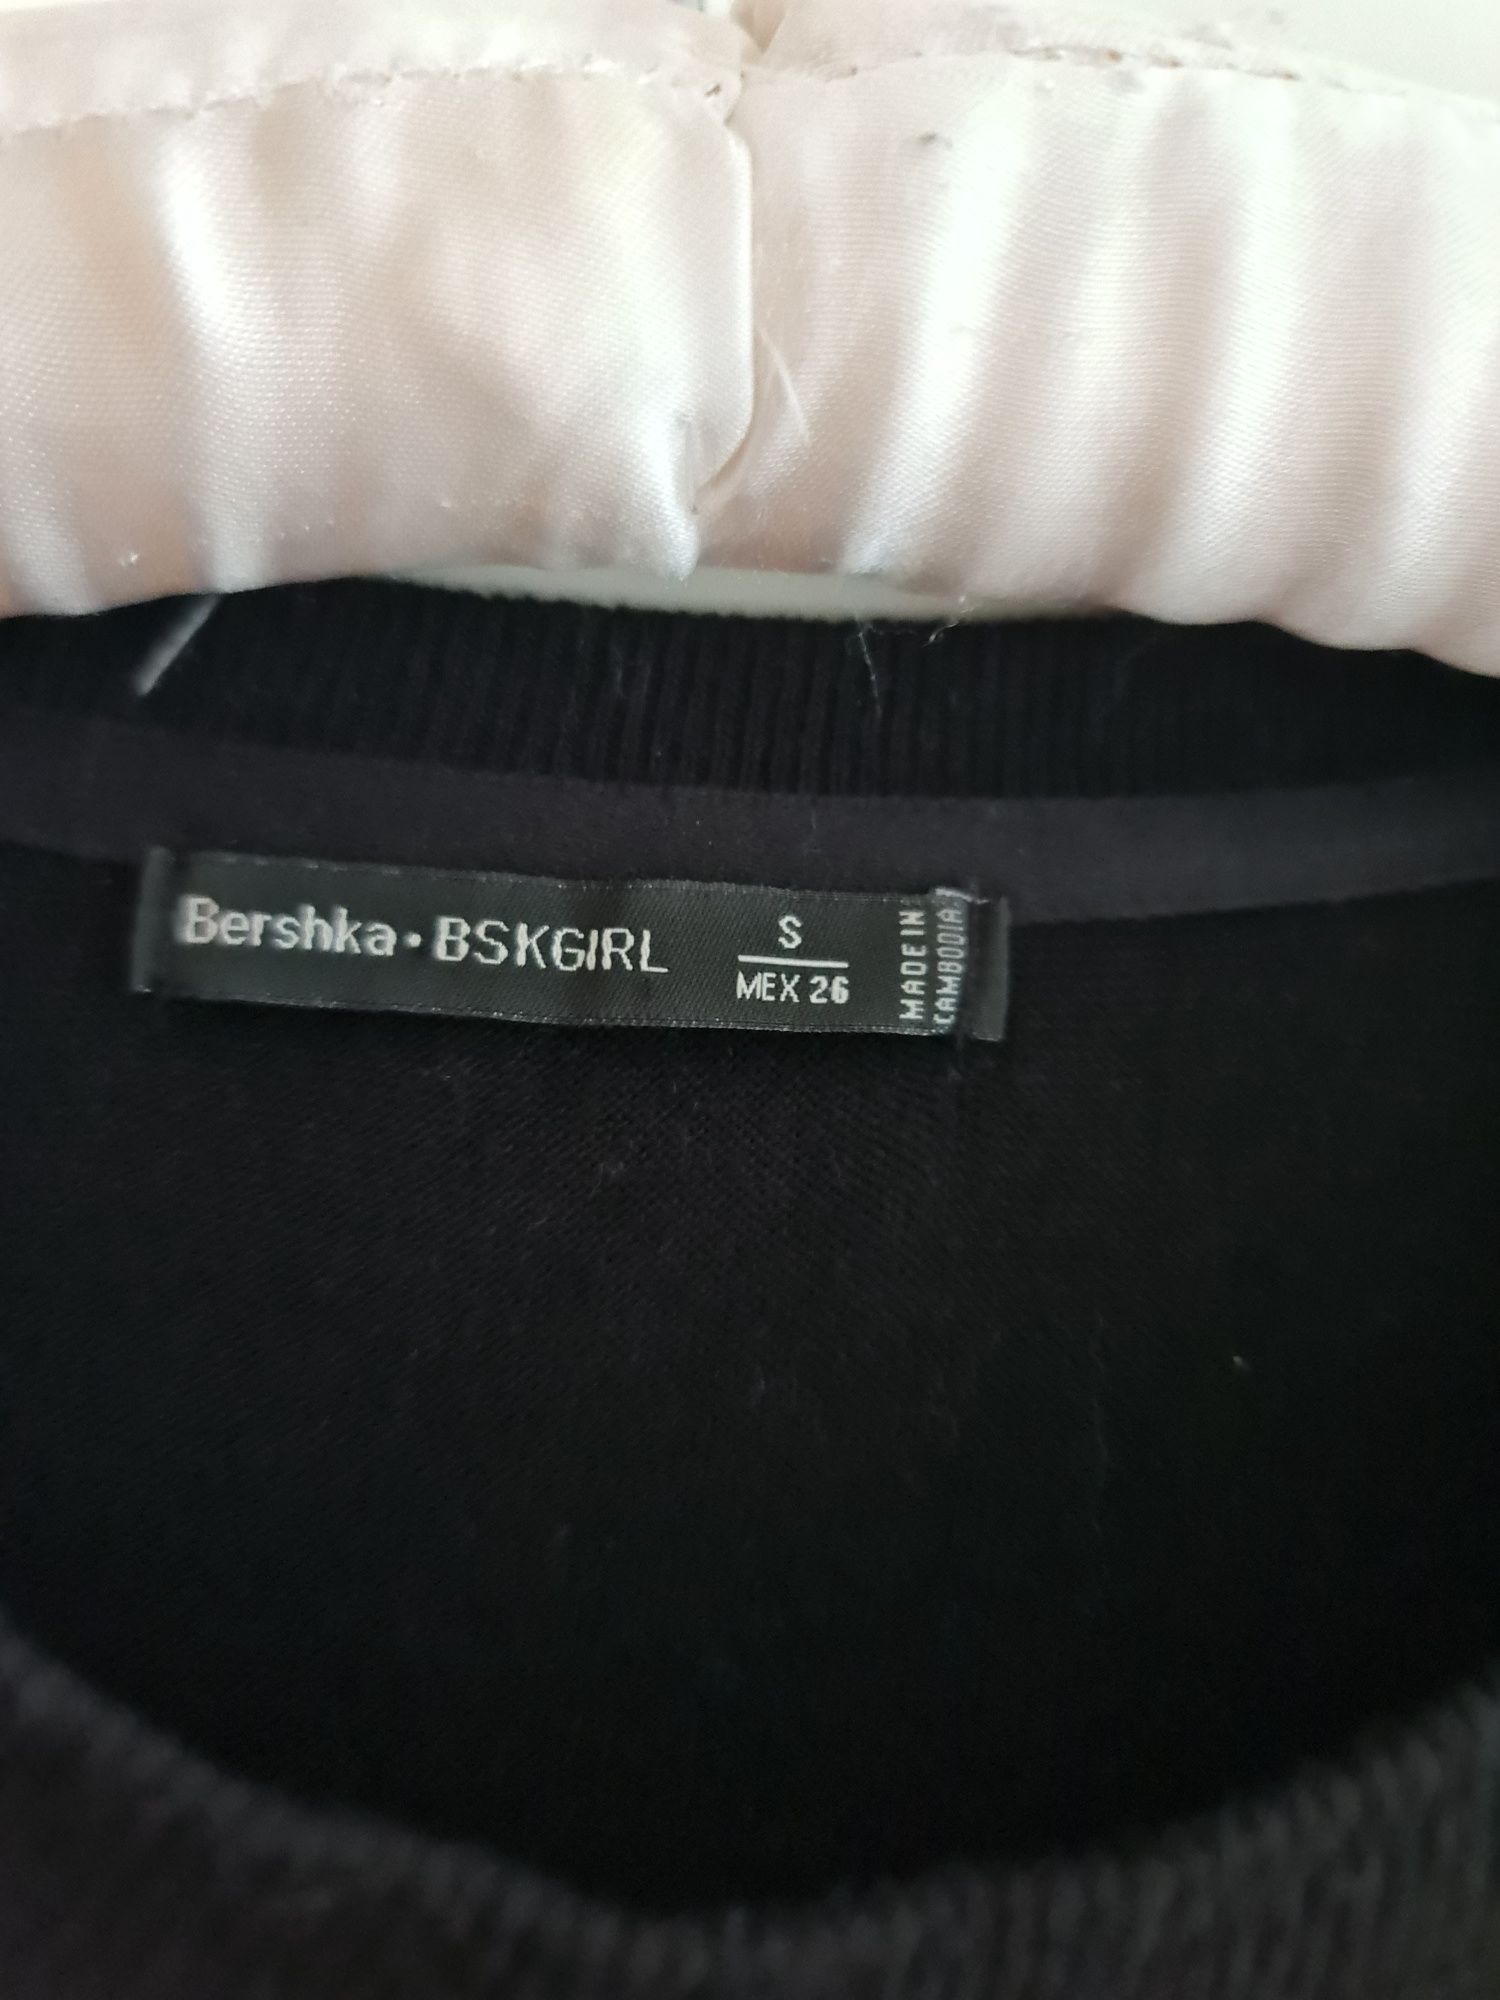 Bershka • BSKGIRL
S
MEX 26
MADE IN
CAMBODIA